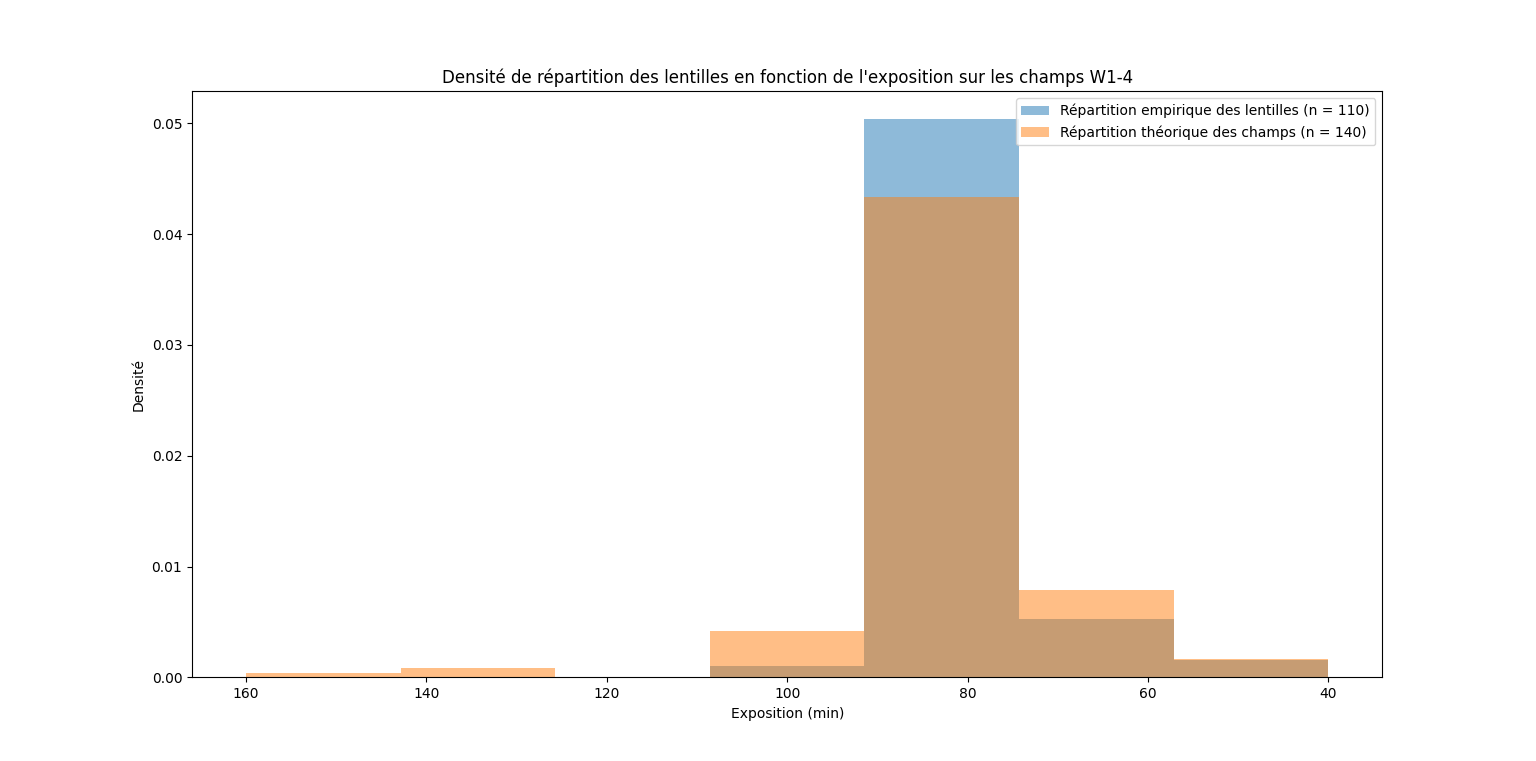 Densité de répartition des lentilles en fonction de l'exposition sur les champs W1-4
Répartition empirique des lentilles (n = 110)
Répartition théorique des champs (n = 140)
0.05
0.04
0.03
0.02
0.01
0.00
Densité
160 140 120 100 80 60 40
Exposition (min)